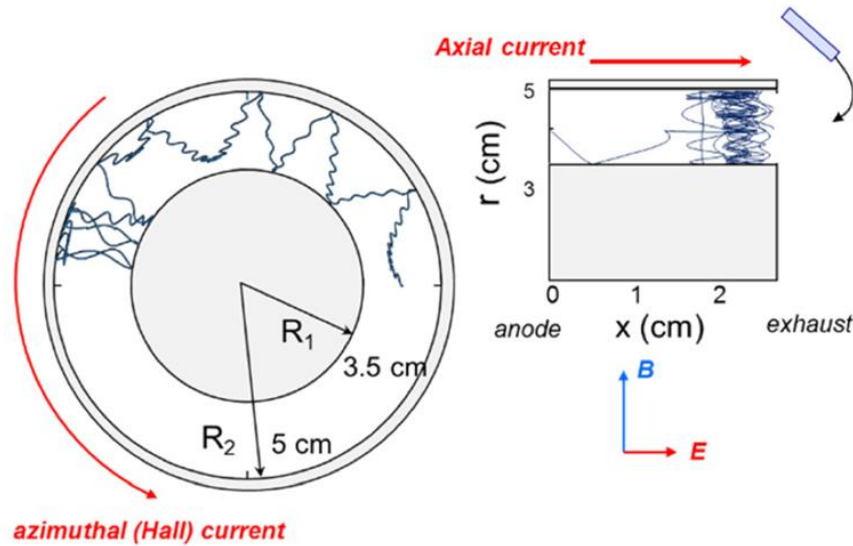 Axial current
5
r (cm)
3
0
1
2
anode
x (cm)
exhaust
R1
3.5 cm
R2
5 cm
B
E
azimuthal (Hall) current